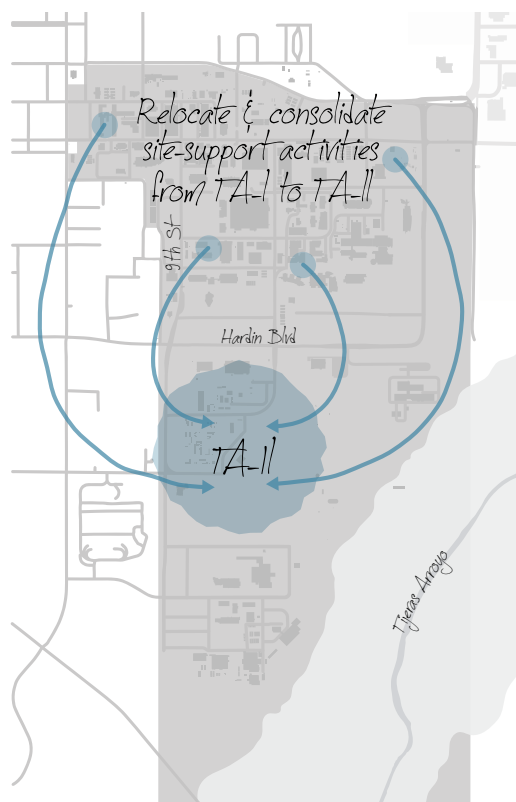 Relocate & consolidate
site-support activities
from TA-I to TA-II
9th St
Hardin Blvd
TA-II
Tijeras Arroyo